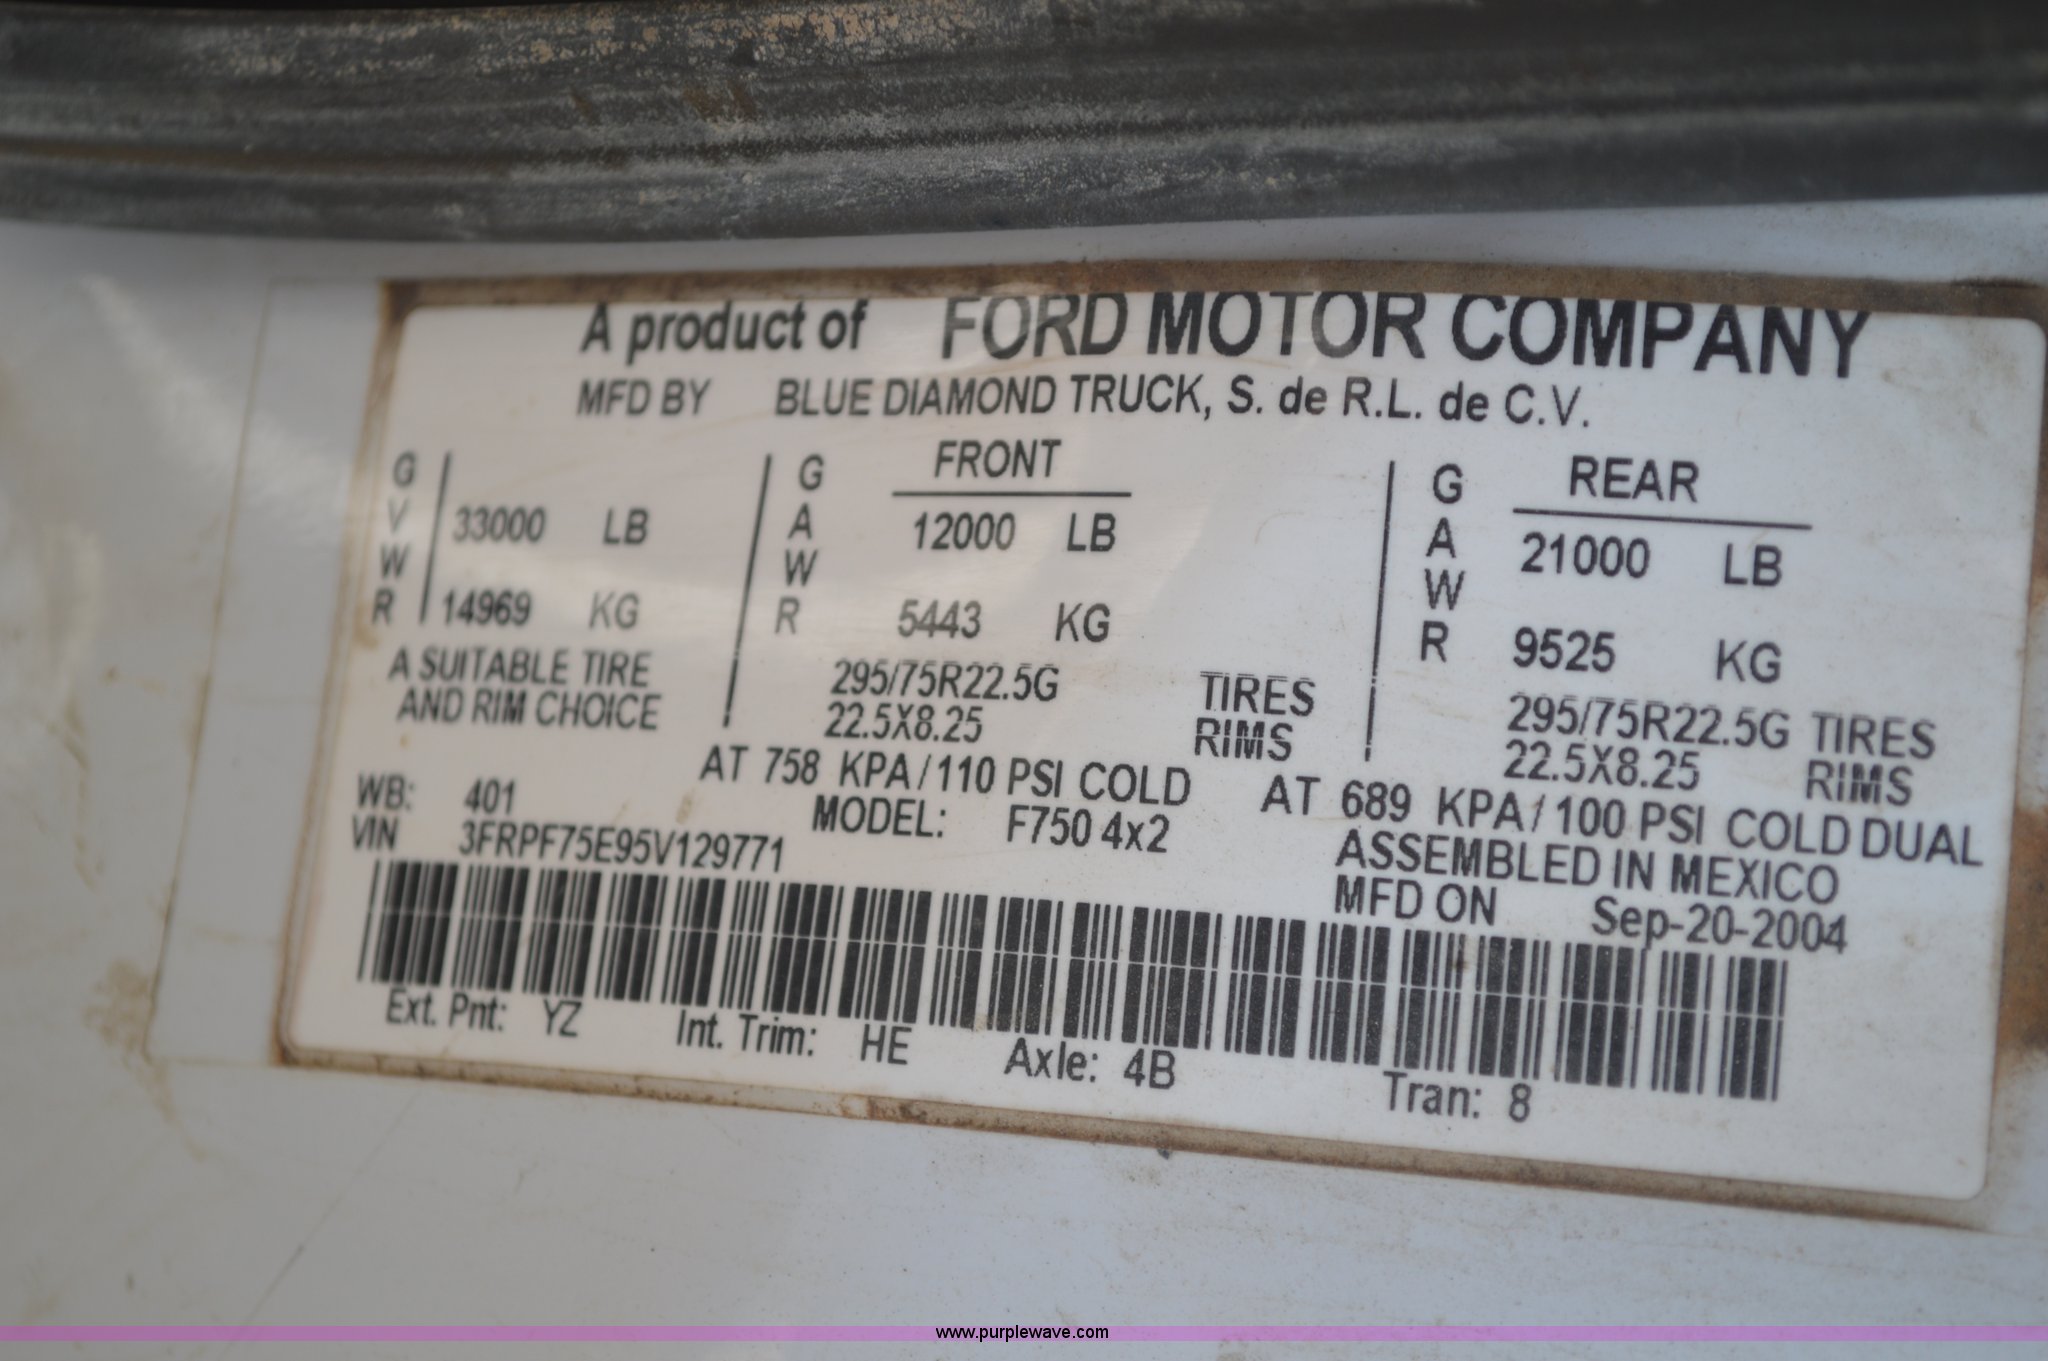 A product of FORD MOTOR COMPANY
MFD BY BLUE DIAMOND TRUCK, S. de R.L. de C.V.
GVWR 33000 LB
14969 KG
GAWR FRONT
12000 LB
5443 KG
GAWR REAR
21000 LB
9525 KG
A SUITABLE TIRE
AND RIM CHOICE
295/75R22.5G TIRES
22.5X8.25 RIMS
AT 758 KPA/110 PSI COLD
295/75R22.5G TIRES
22.5X8.25 RIMS
AT 689 KPA/100 PSI COLD DUAL
WB: 401
MODEL: F750 4x2
VIN 3FRPF75E95V129771
ASSEMBLED IN MEXICO
MFD ON Sep-20-2004
Ext. Pnt: YZ Int. Trim: HE Axle: 4B Tran: 8
www.purplewave.com